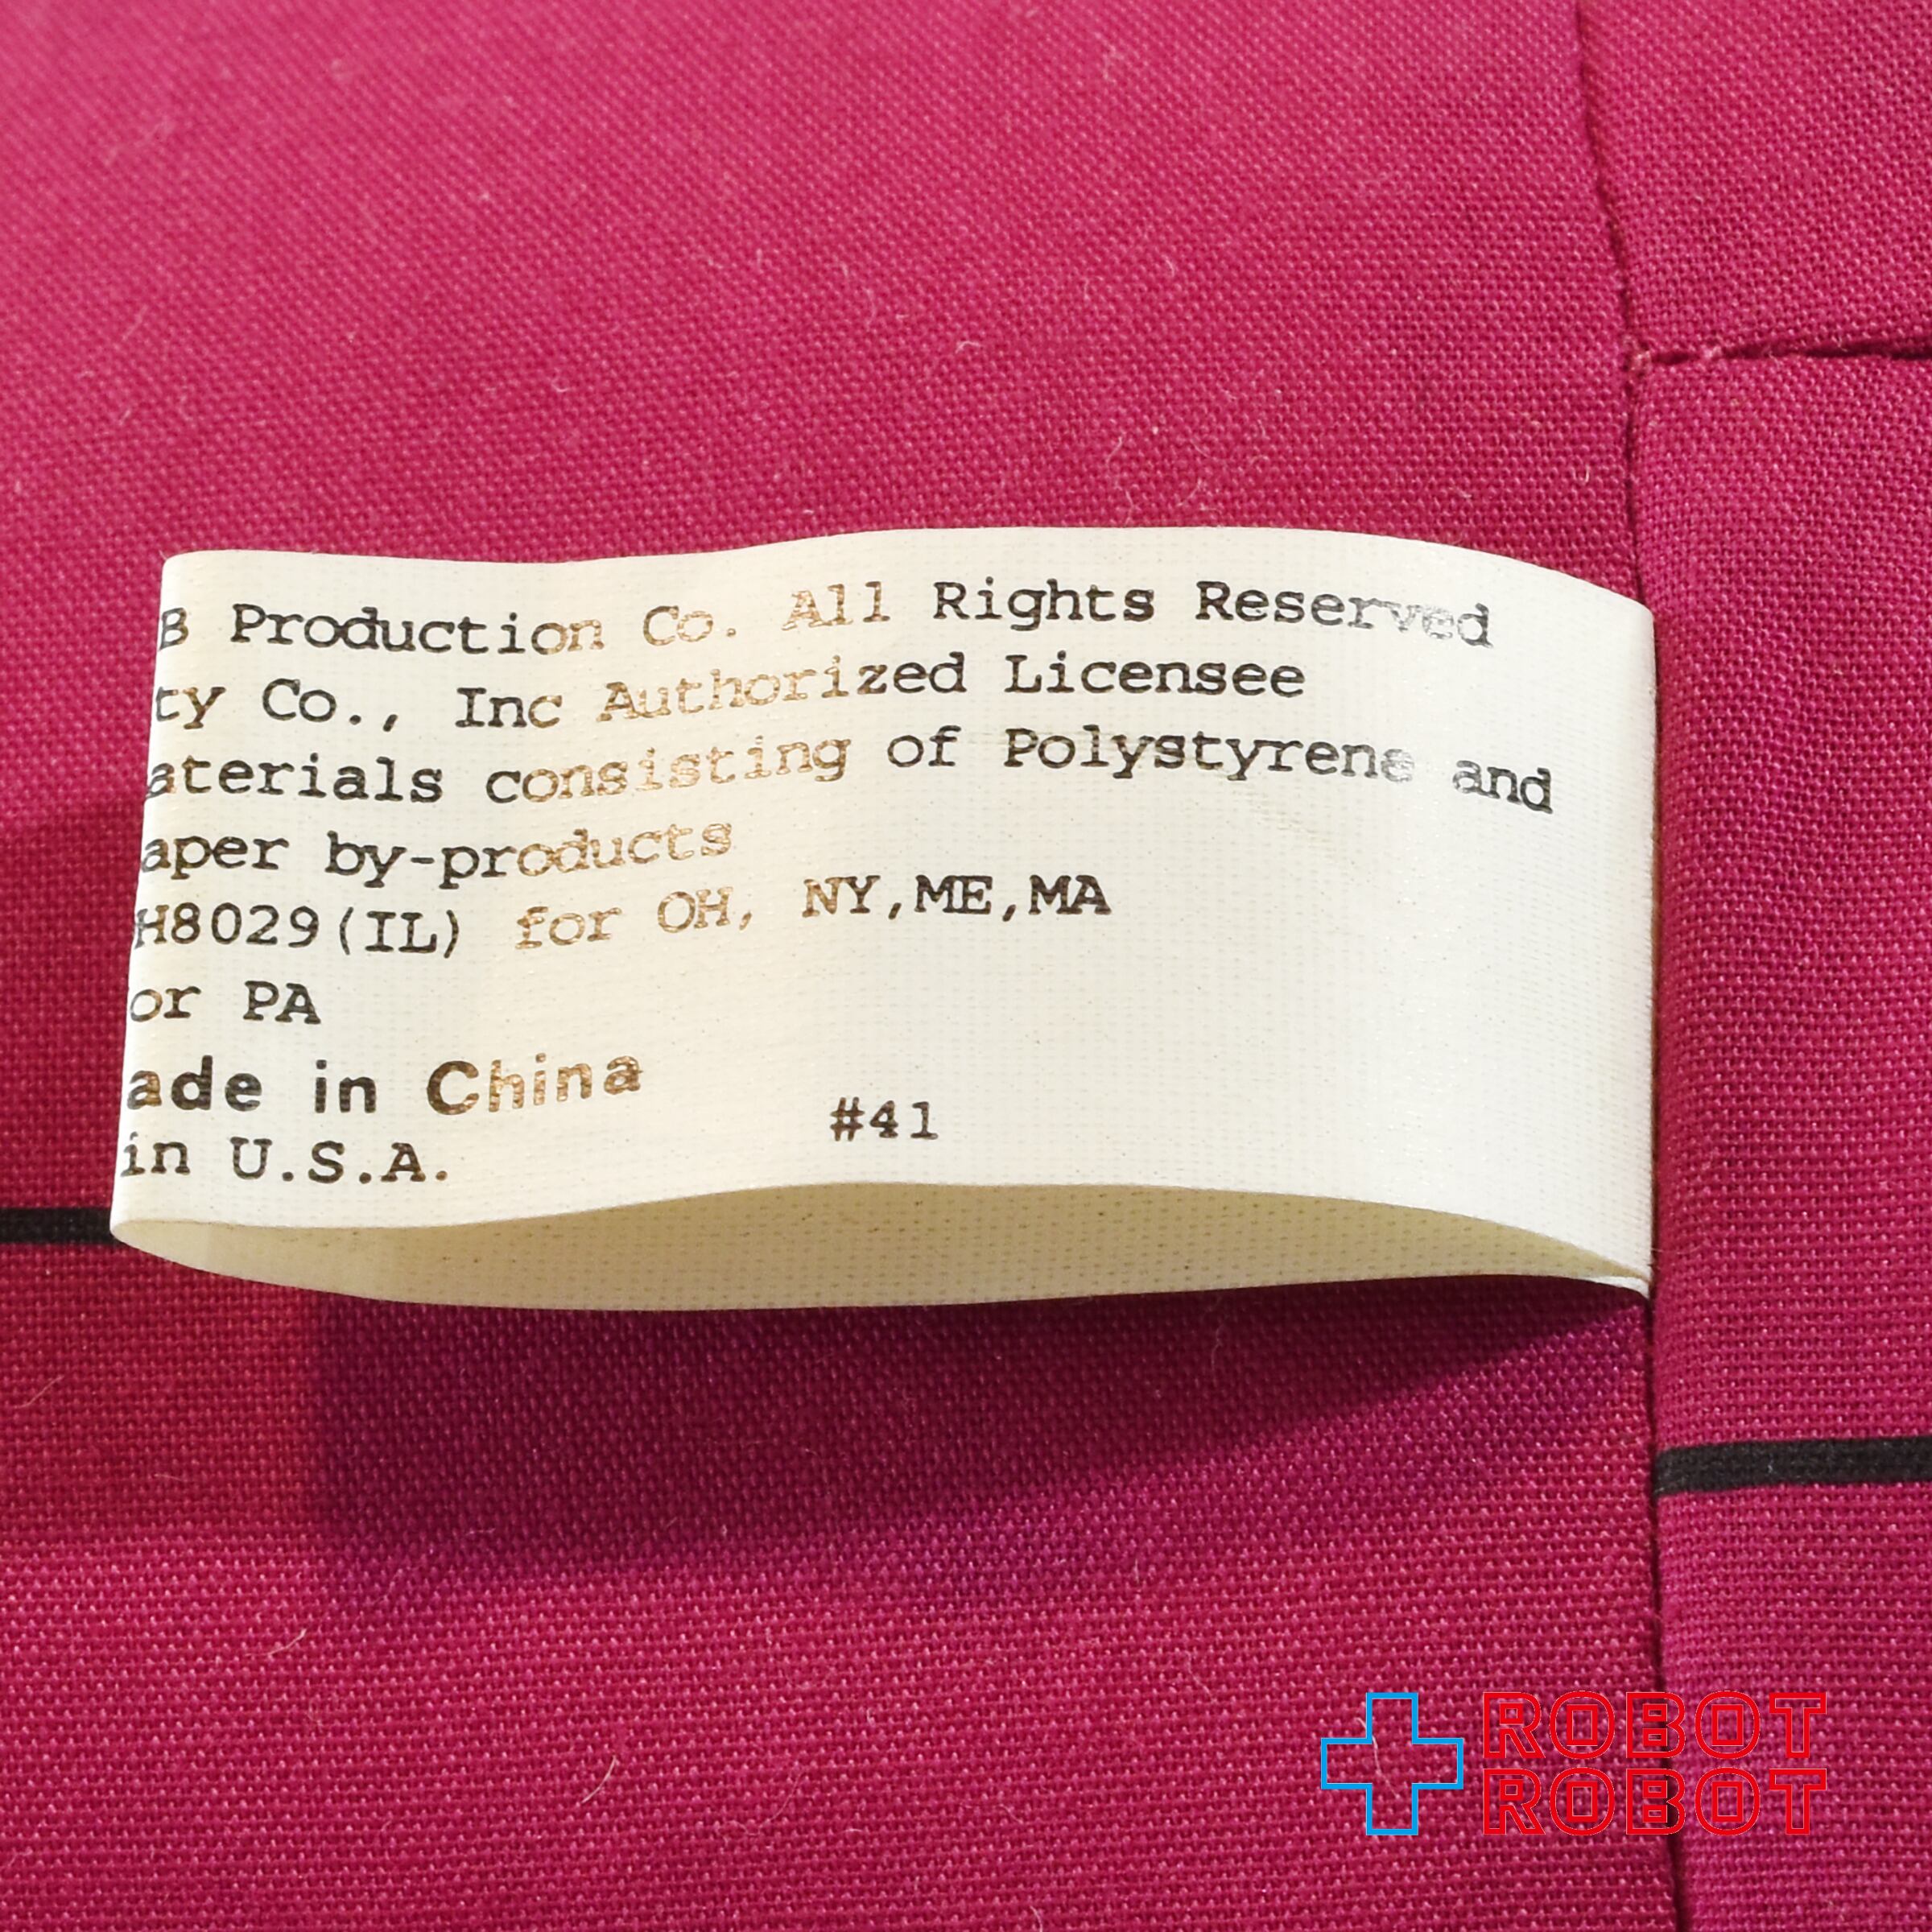 B Production Co. All Rights Reserved
ty Co., Inc Authorized Licensee
aterials consisting of Polystyrene and
aper by-products
H8029(IL) for OH, NY,ME,MA
or PA
ade in China
#41
in U.S.A.
ROBOT
ROBOT